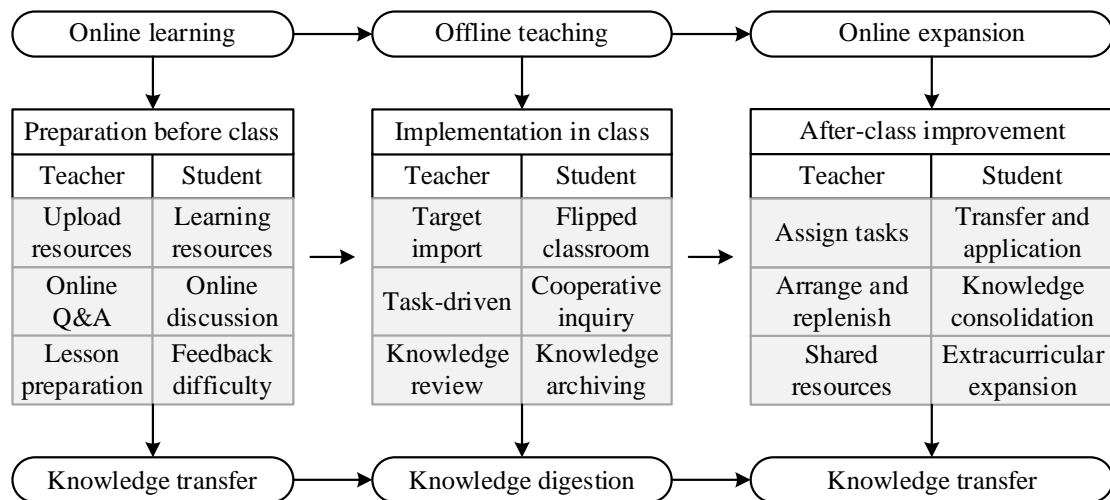 Online learning
Offline teaching
Online expansion
Preparation before class
Teacher
Student
Upload
resources
Learning
resources
Online
Q&A
Online
discussion
Lesson
preparation
Feedback
difficulty
Implementation in class
Teacher
Student
Target
import
Flipped
classroom
Task-driven
Cooperative
inquiry
Knowledge
review
Knowledge
archiving
After-class improvement
Teacher
Student
Assign tasks
Transfer and
application
Arrange and
replenish
Knowledge
consolidation
Shared
resources
Extracurricular
expansion
Knowledge transfer
Knowledge digestion
Knowledge transfer